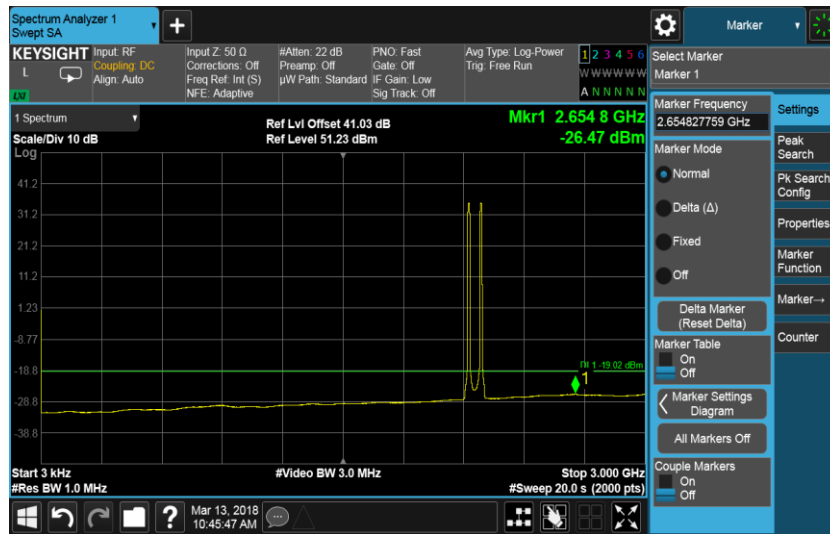 Spectrum Analyzer 1
Swept SA
+
Marker
KEYSIGHT
L
LXI
Input: RF
Coupling: DC
Align: Auto
Input Z: 50 Ω
Corrections: Off
Freq Ref: Int (S)
NFE: Adaptive
#Atten: 22 dB
Preamp: Off
µW Path: Standard
PNO: Fast
Gate: Off
IF Gain: Low
Sig Track: Off
Avg Type: Log-Power
Trig: Free Run
1 2 3 4 5 6
W W W W W W
A N N N N N
Select Marker
Marker 1
1 Spectrum
Scale/Div 10 dB
Log
Ref Lvl Offset 41.03 dB
Ref Level 51.23 dBm
Mkr1 2.654 8 GHz
-26.47 dBm
41.2
31.2
21.2
11.2
1.23
-8.77
-18.8
-28.8
-38.8
DI 1 -19.02 dBm
1
Start 3 kHz
#Res BW 1.0 MHz
#Video BW 3.0 MHz
Stop 3.000 GHz
#Sweep 20.0 s (2000 pts)
Marker Frequency
2.654827759 GHz
Marker Mode
Normal
Delta (Δ)
Fixed
Off
Delta Marker
(Reset Delta)
Marker Table
On
Off
Marker Settings
Diagram
All Markers Off
Couple Markers
On
Off
Settings
Peak
Search
Pk Search
Config
Properties
Marker
Function
Marker→
Counter
?
Mar 13, 2018
10:45:47 AM